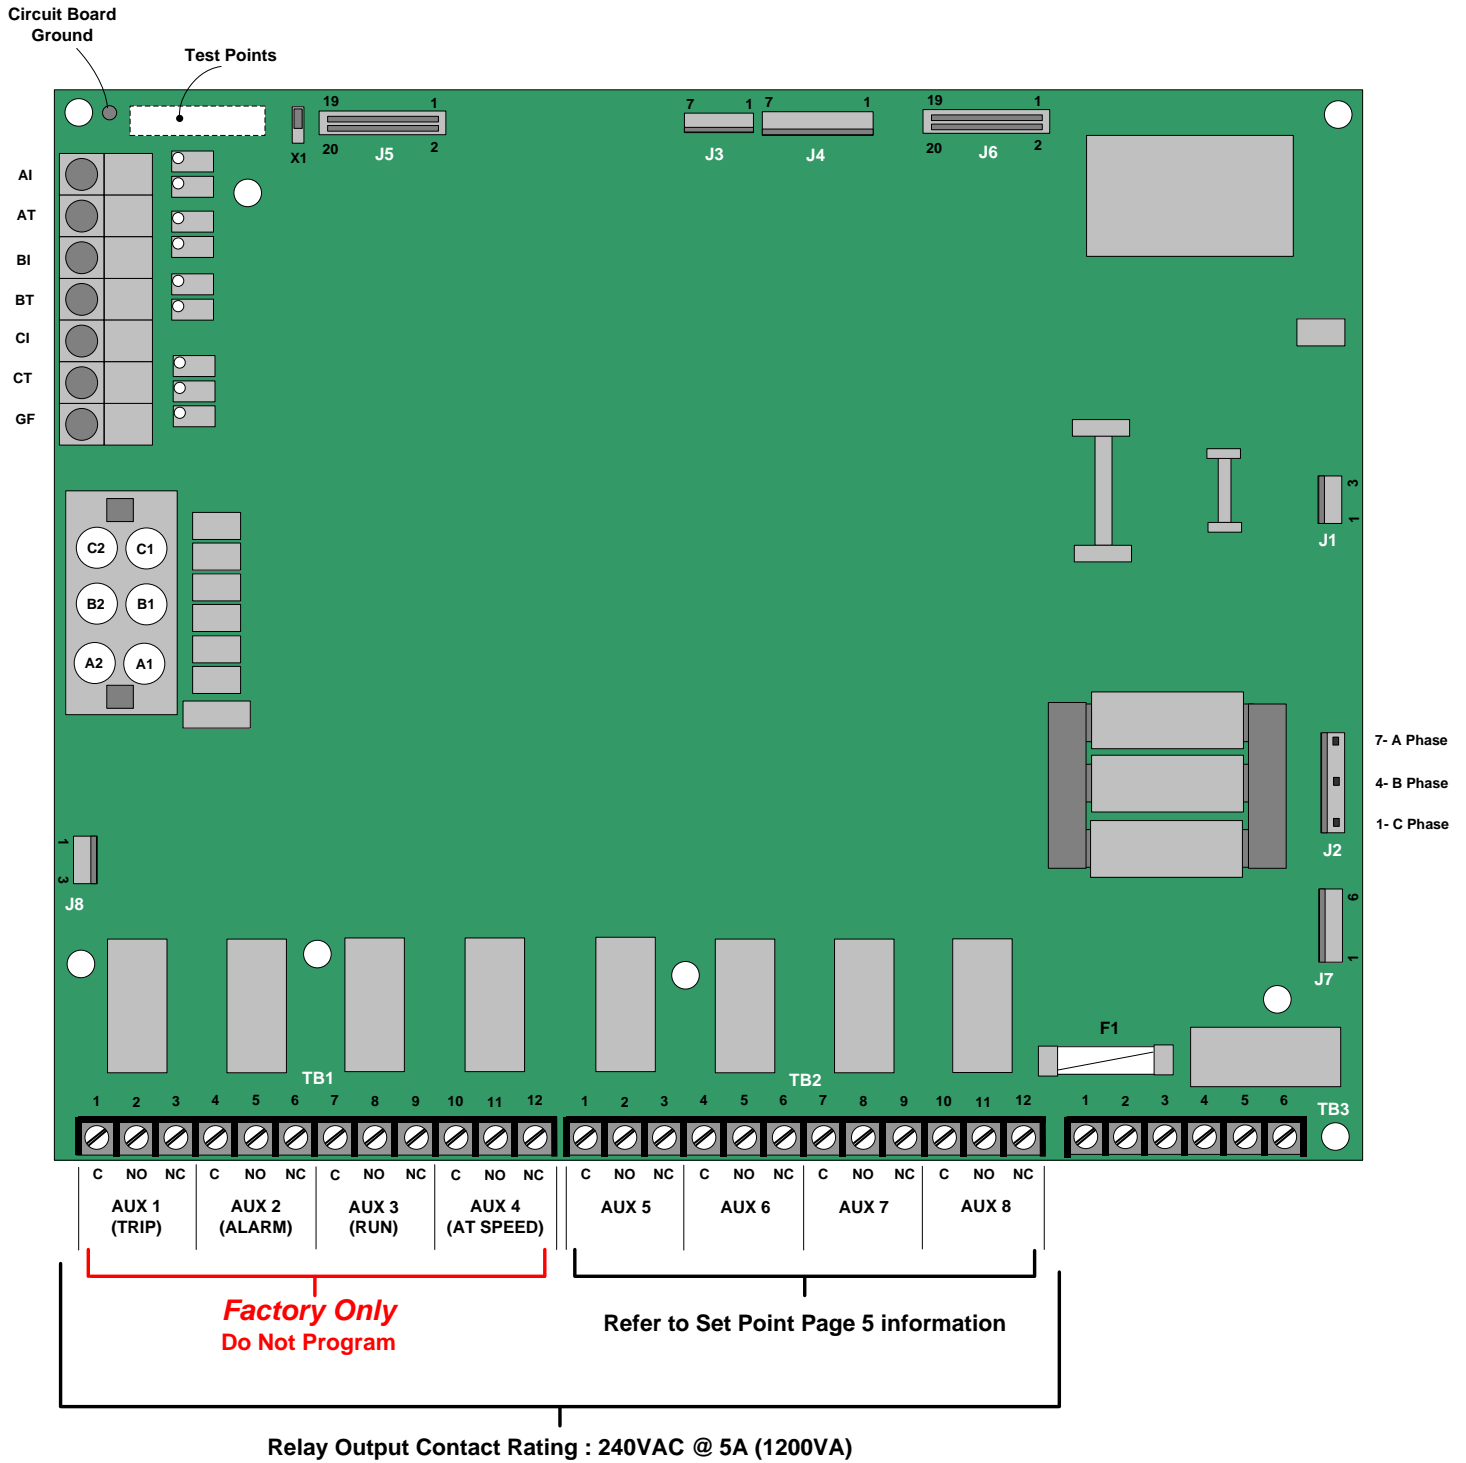 Circuit Board
Ground
Test Points
19 1
20 2
J5
X1
7 1
J3
7 1
J4
19 1
20 2
J6
AI
AT
BI
BT
CI
CT
GF
C2 C1
B2 B1
A2 A1
3
1
J1
7- A Phase
4- B Phase
1- C Phase
J2
1
3
J8
6
1
J7
F1
TB1
TB2
TB3
1 2 3 4 5 6 7 8 9 10 11 12
1 2 3 4 5 6 7 8 9 10 11 12
1 2 3 4 5 6
C NO NC C NO NC C NO NC C NO NC
C NO NC C NO NC C NO NC C NO NC
AUX 1
(TRIP)
AUX 2
(ALARM)
AUX 3
(RUN)
AUX 4
(AT SPEED)
AUX 5
AUX 6
AUX 7
AUX 8
Factory Only
Do Not Program
Refer to Set Point Page 5 information
Relay Output Contact Rating : 240VAC @ 5A (1200VA)